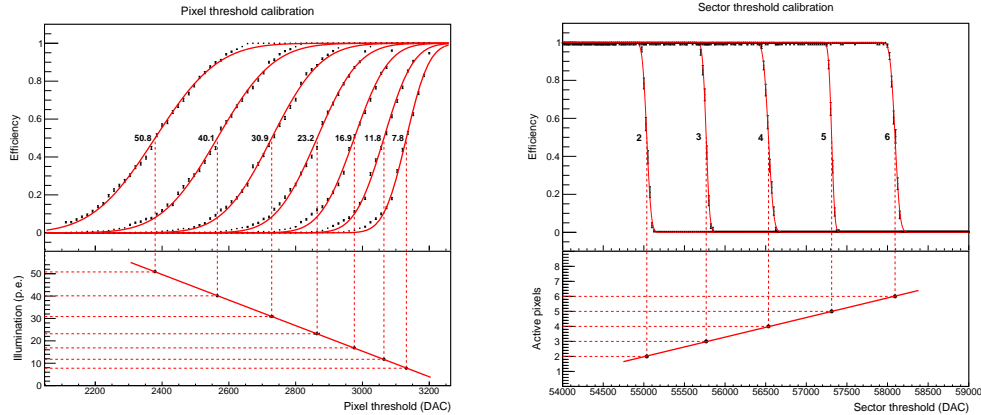 Pixel threshold calibration
Efficiency
1
0.8
0.6
0.4
0.2
0
50.8 40.1 30.9 23.2 16.9 11.8 7.8
Illumination (p.e.)
50
40
30
20
10
0
2200 2400 2600 2800 3000 3200
Pixel threshold (DAC)
Sector threshold calibration
Efficiency
1
0.8
0.6
0.4
0.2
0
2 3 4 5 6
Active pixels
8
7
6
5
4
3
2
1
54000 54500 55000 55500 56000 56500 57000 57500 58000 58500 59000
Sector threshold (DAC)